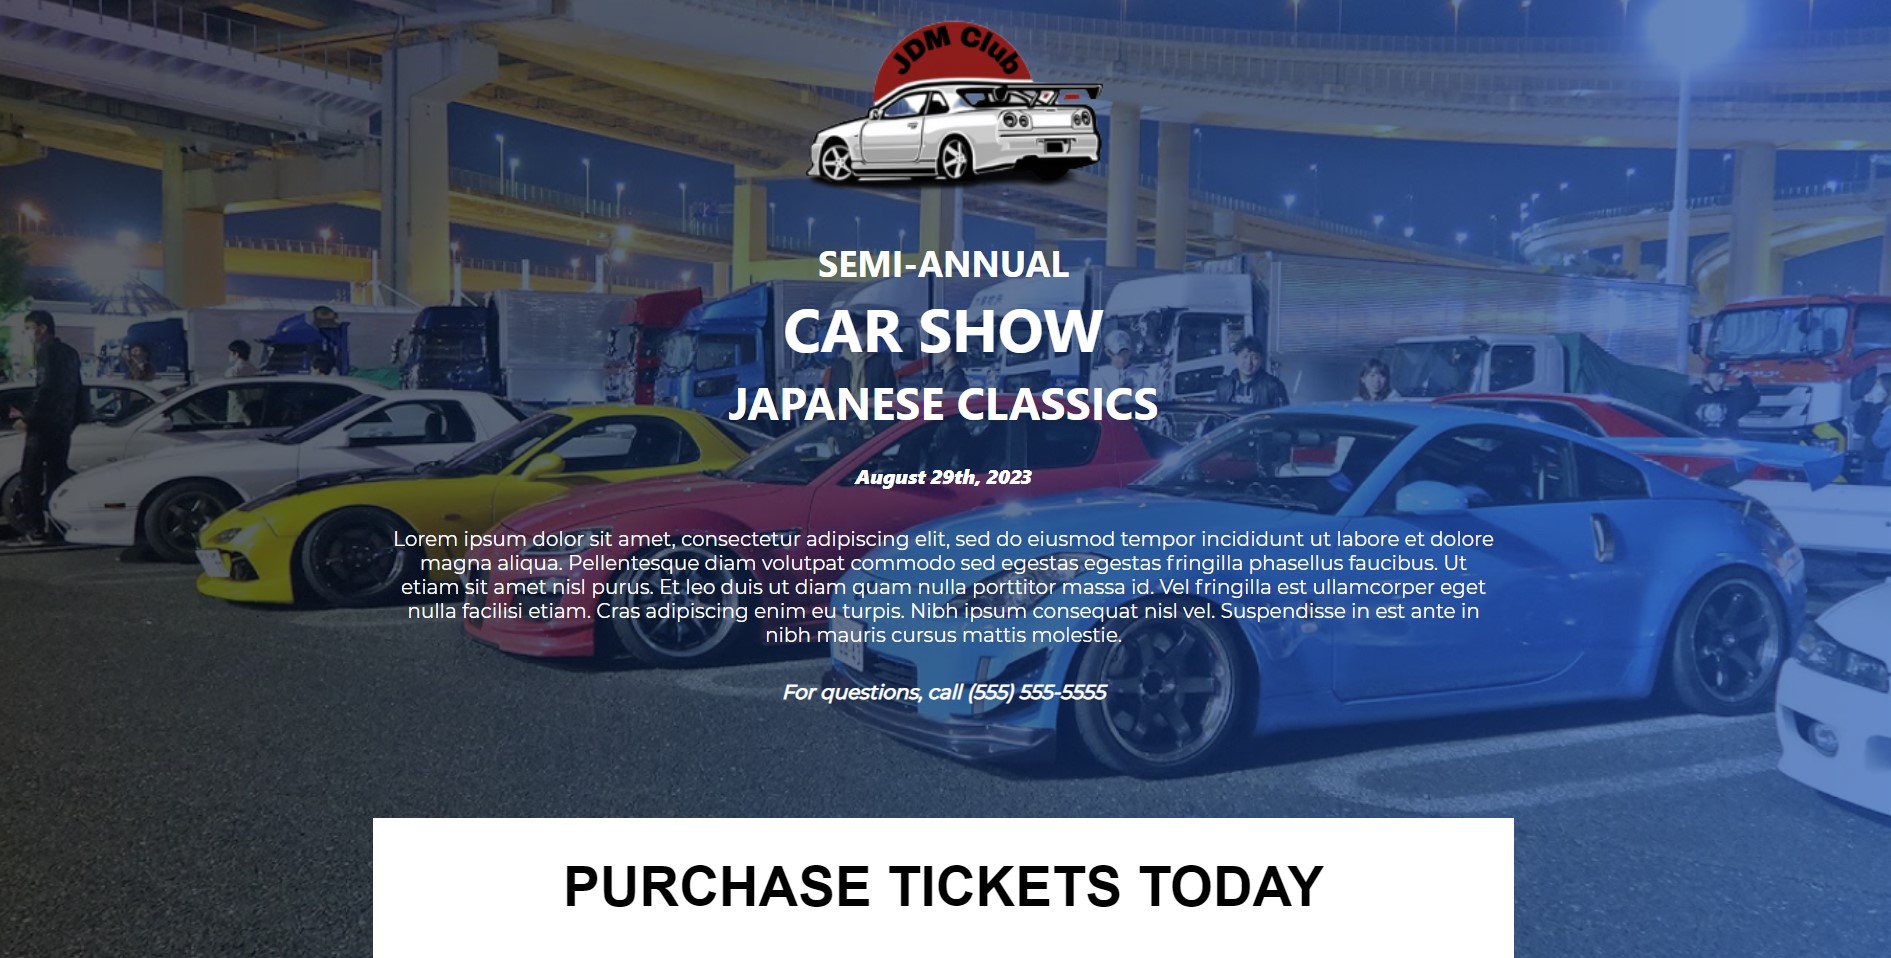 JDM Club
SEMI-ANNUAL
CAR SHOW
JAPANESE CLASSICS
August 29th, 2023
Lorem ipsum dolor sit amet, consectetur adipiscing elit, sed do eiusmod tempor incididunt ut labore et dolore
magna aliqua. Pellentesque diam volutpat commodo sed egestas egestas fringilla phasellus faucibus. Ut
etiam sit amet nisl purus. Et leo duis ut diam quam nulla porttitor massa id. Vel fringilla est ullamcorper eget
nulla facilisi etiam. Cras adipiscing enim eu turpis. Nibh ipsum consequat nisl vel. Suspendisse in est ante in
nibh mauris cursus mattis molestie.
For questions, call (555) 555-5555
PURCHASE TICKETS TODAY